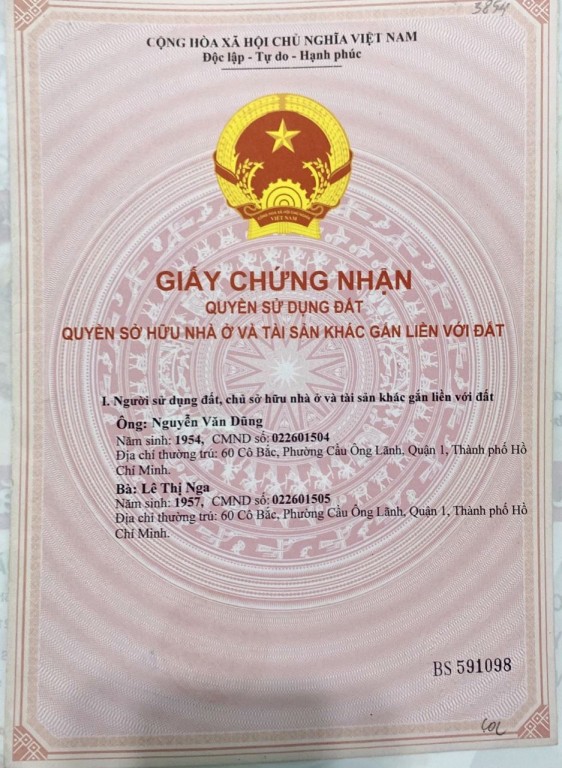 3854
CỘNG HÒA XÃ HỘI CHỦ NGHĨA VIỆT NAM
Độc lập - Tự do - Hạnh phúc
VIỆT NAM
GIẤY CHỨNG NHẬN
QUYỀN SỬ DỤNG ĐẤT
QUYỀN SỞ HỮU NHÀ Ở VÀ TÀI SẢN KHÁC GẮN LIỀN VỚI ĐẤT
I. Người sử dụng đất, chủ sở hữu nhà ở và tài sản khác gắn liền với đất
Ông: Nguyễn Văn Dũng
Năm sinh: 1954, CMND số: 022601504
Địa chỉ thường trú: 60 Cô Bắc, Phường Cầu Ông Lãnh, Quận 1, Thành phố Hồ
Chí Minh.
Bà: Lê Thị Nga
Năm sinh: 1957, CMND số: 022601505
Địa chỉ thường trú: 60 Cô Bắc, Phường Cầu Ông Lãnh, Quận 1, Thành phố Hồ
Chí Minh.
BS 591098